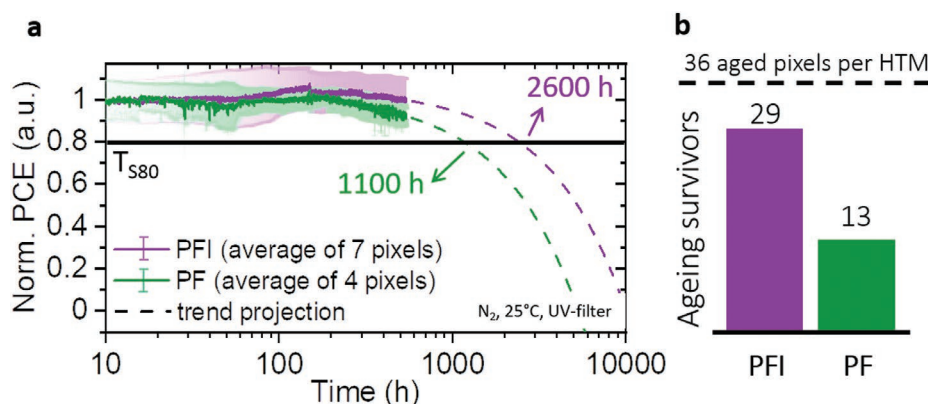 a
Norm. PCE (a.u.)
1
0.8
0.6
0.4
0.2
0
T_S80
2600 h
1100 h
PFI (average of 7 pixels)
PF (average of 4 pixels)
trend projection
N₂, 25°C, UV-filter
10
100
1000
10000
Time (h)
b
36 aged pixels per HTM
Ageing survivors
29
13
PFI
PF